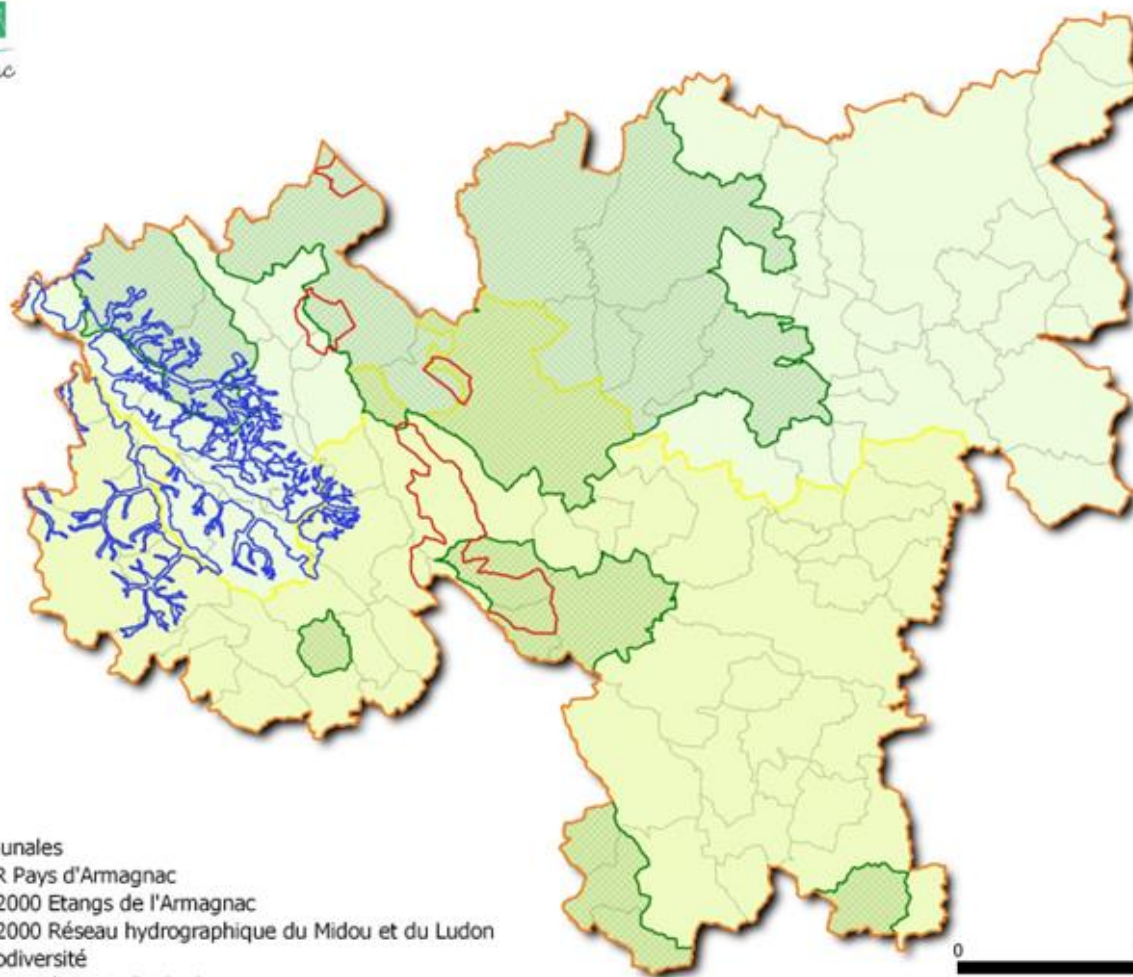 c
unales
R Pays d'Armagnac
2000 Etangs de l'Armagnac
2000 Réseau hydrographique du Midou et du Ludon
odiversité
0